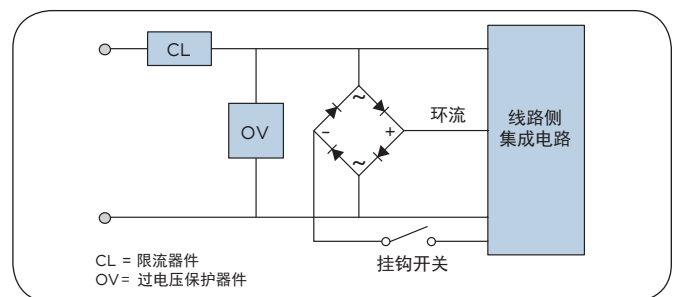 CL
OV
~
−
+
~
环流
线路侧
集成电路
挂钩开关
CL = 限流器件
OV= 过电压保护器件